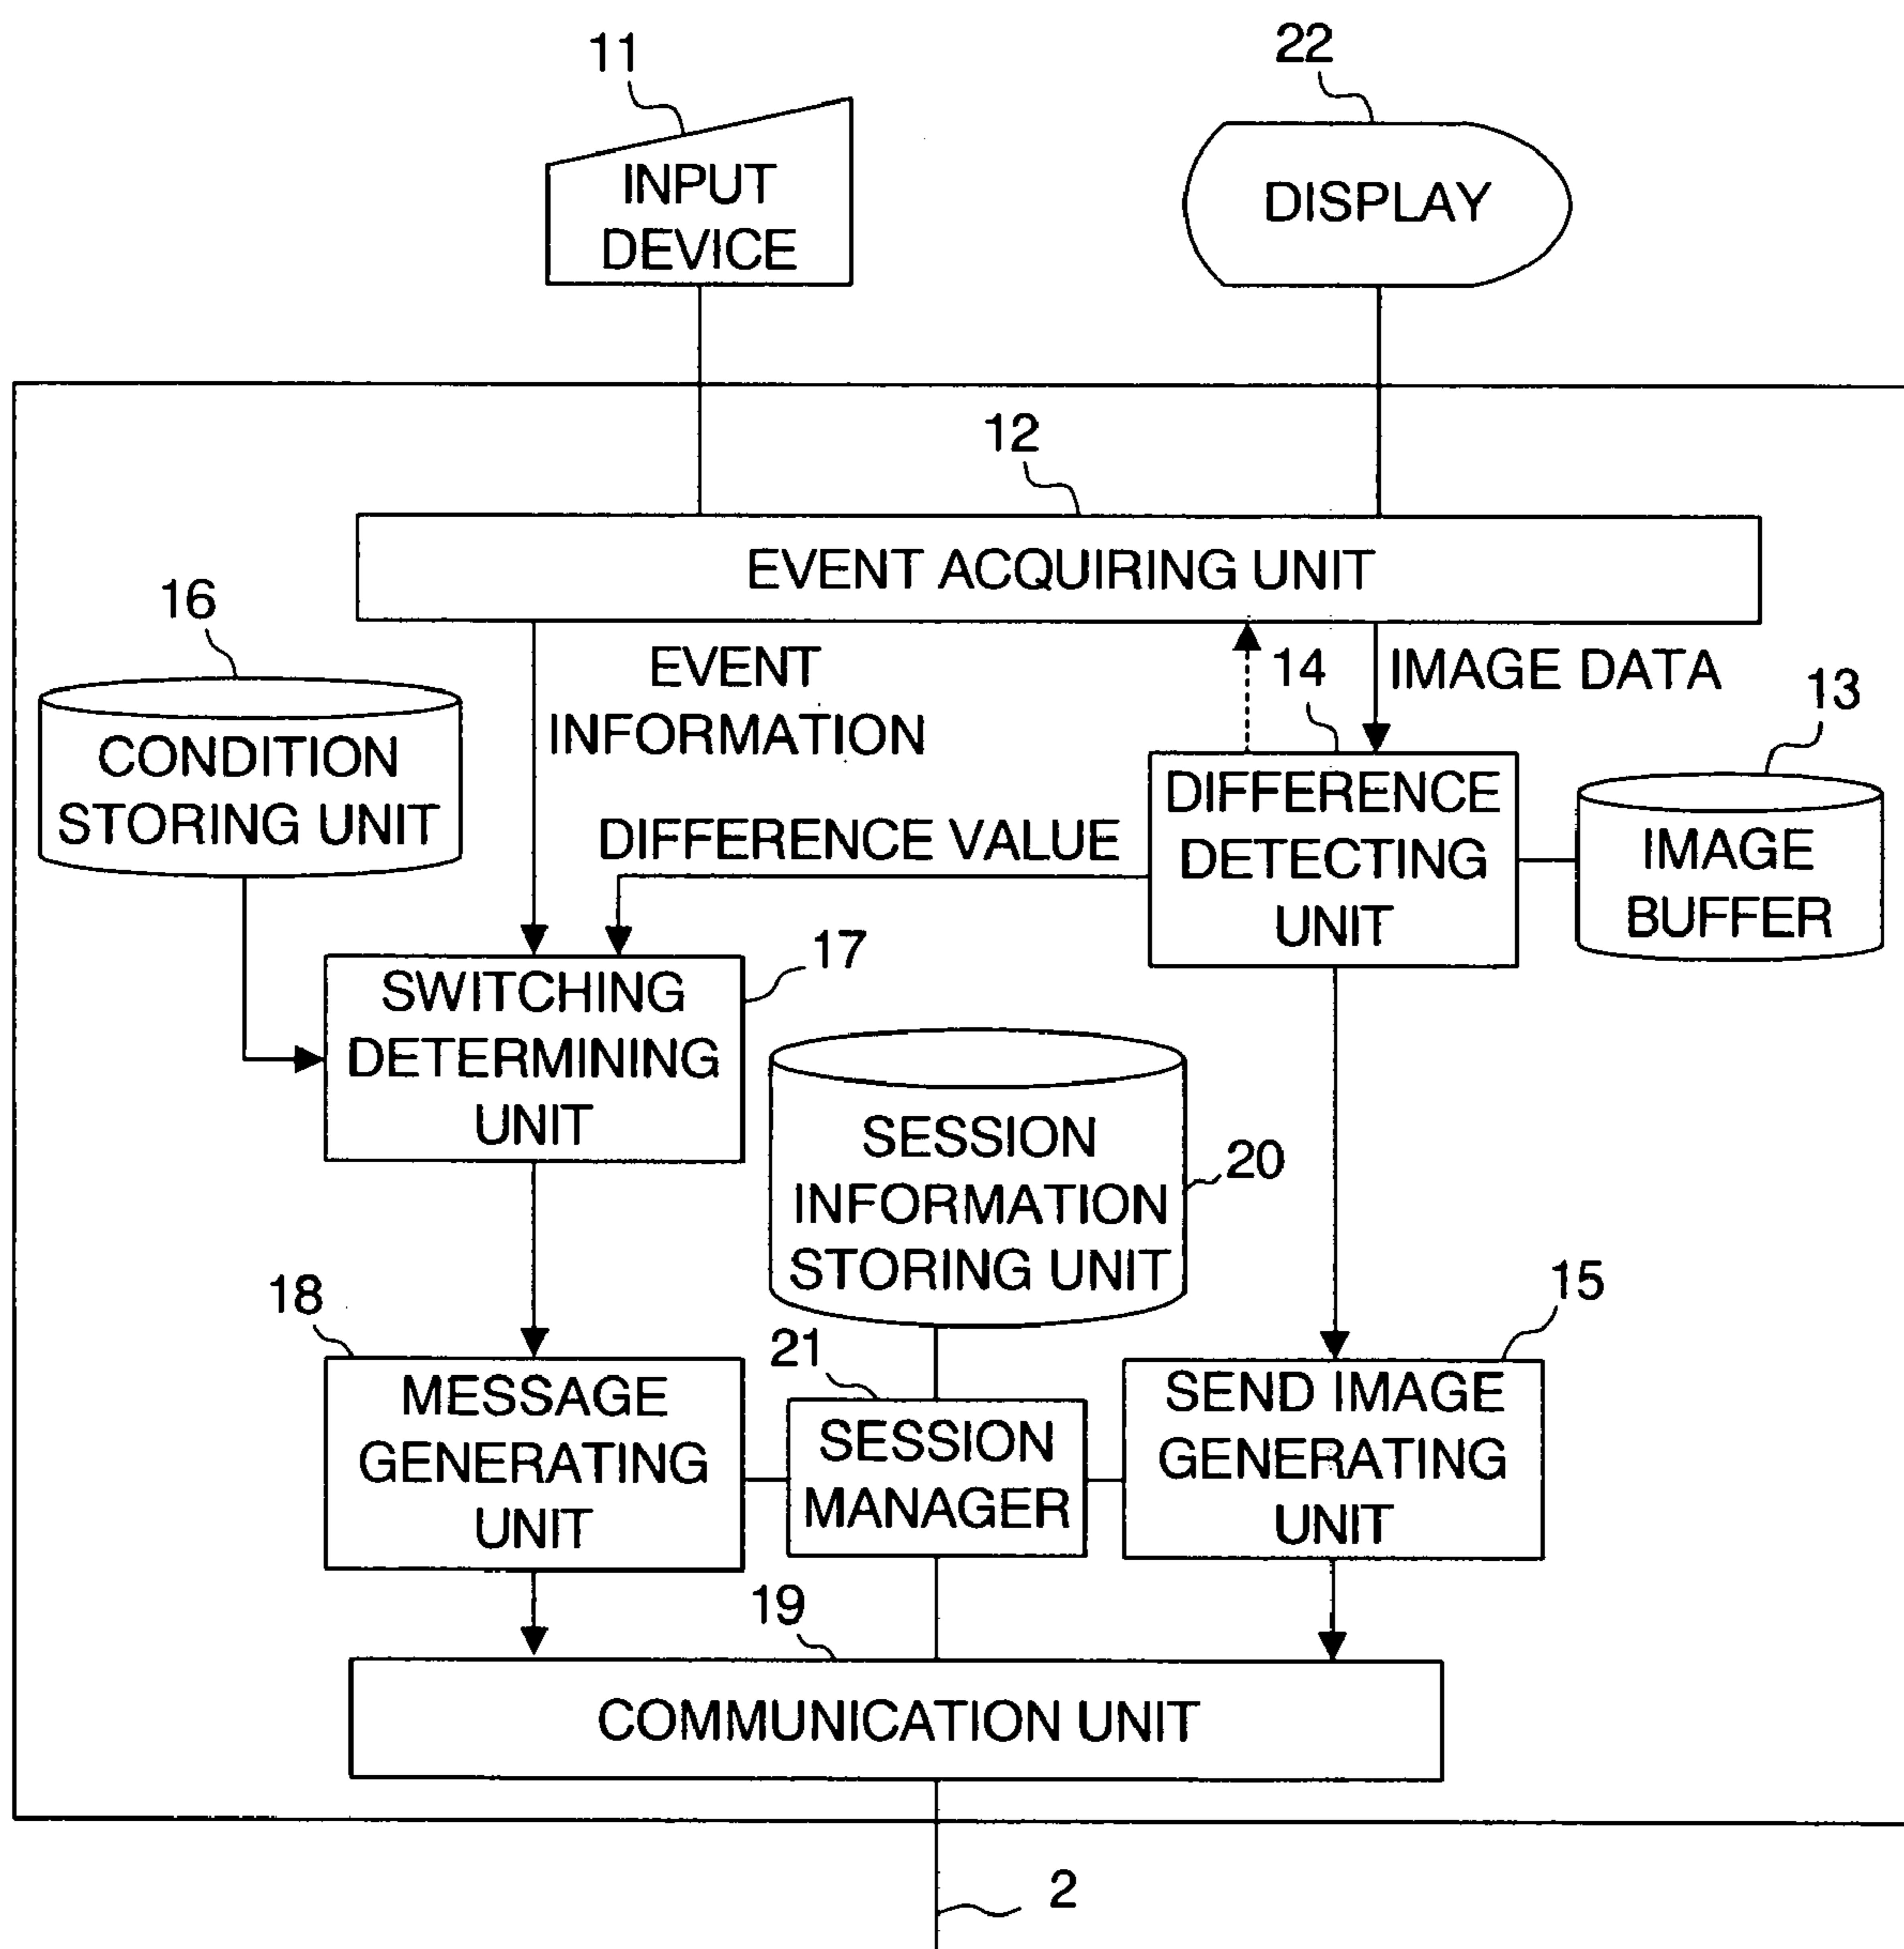 11
22
INPUT
DEVICE
DISPLAY
12
EVENT ACQUIRING UNIT
16
EVENT
INFORMATION
14
IMAGE DATA
13
CONDITION
STORING UNIT
DIFFERENCE VALUE
DIFFERENCE
DETECTING
UNIT
IMAGE
BUFFER
17
SWITCHING
DETERMINING
UNIT
SESSION
INFORMATION
STORING UNIT
20
18
21
15
MESSAGE
GENERATING
UNIT
SESSION
MANAGER
SEND IMAGE
GENERATING
UNIT
19
COMMUNICATION UNIT
2